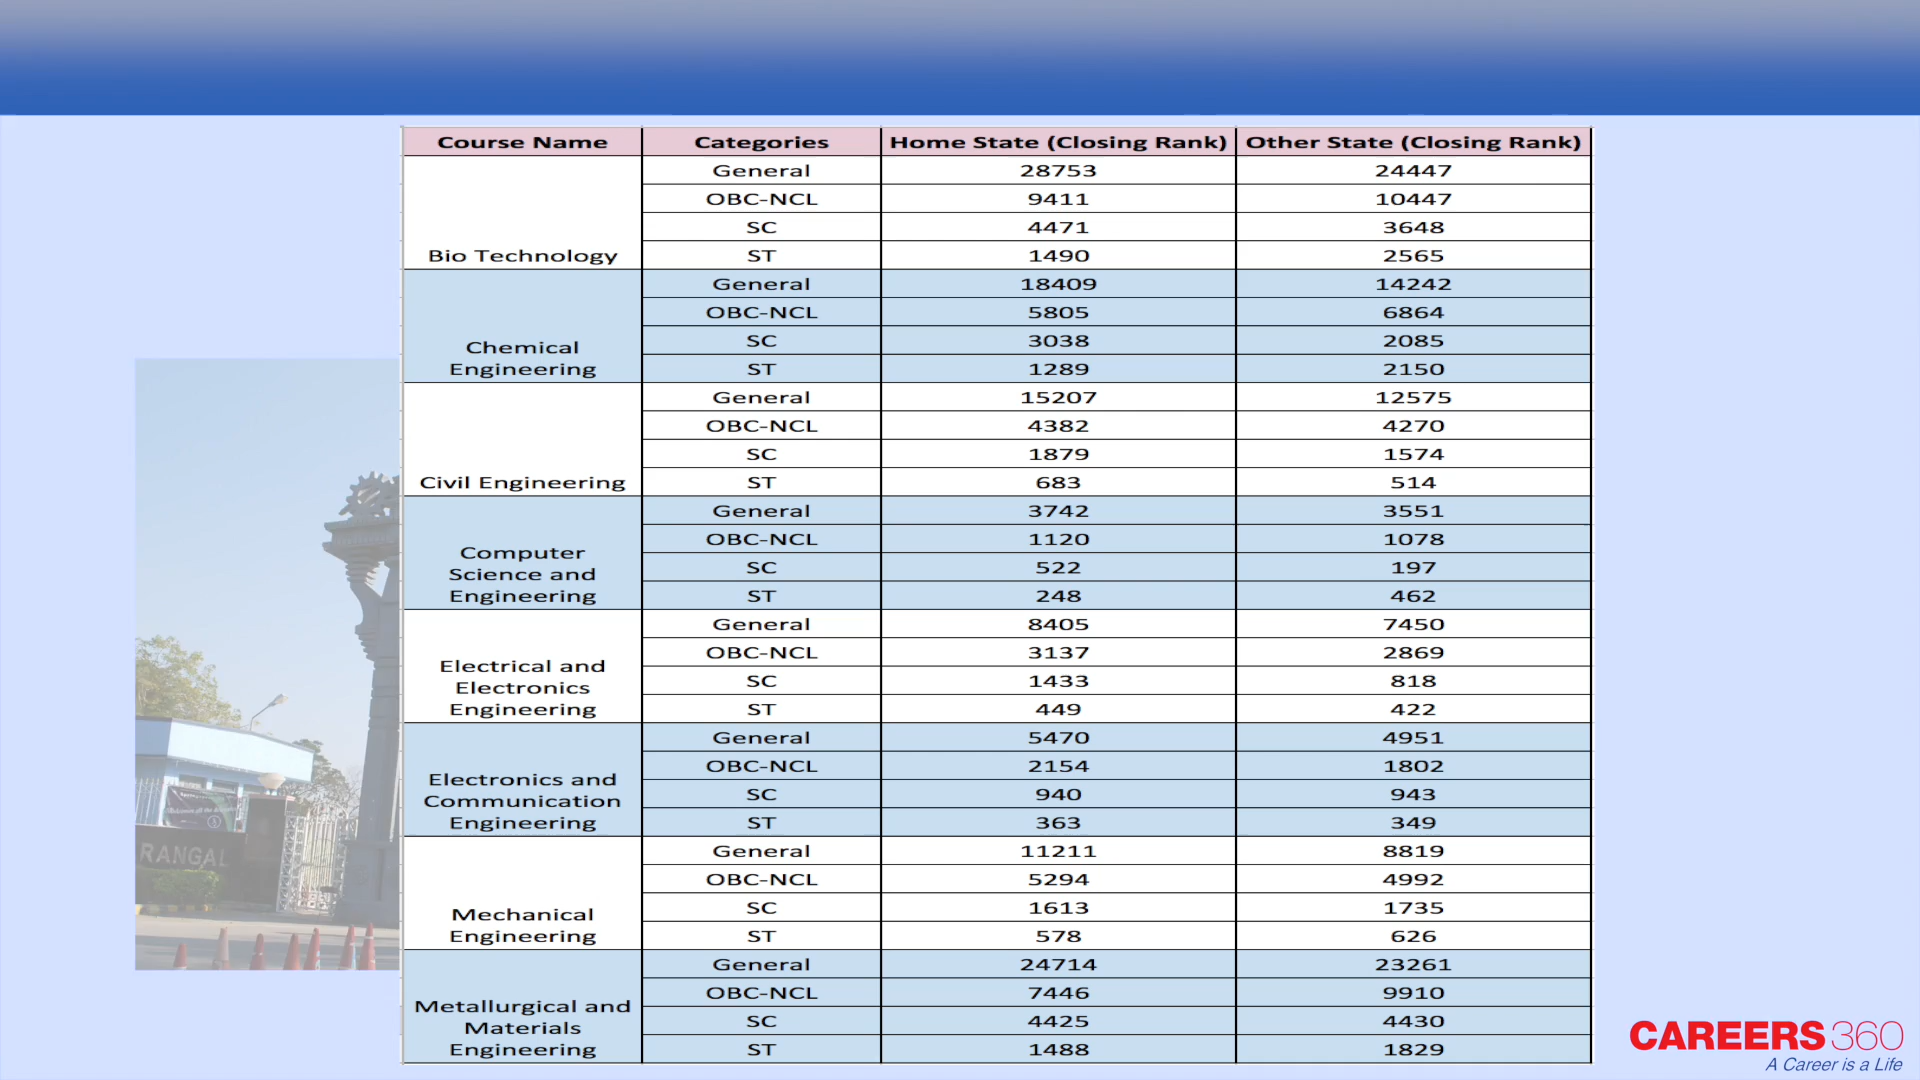 Course Name Categories Home State (Closing Rank) Other State (Closing Rank)
General 28753 24447
OBC-NCL 9411 10447
SC 4471 3648
Bio Technology ST 1490 2565
General 18409 14242
OBC-NCL 5805 6864
Chemical SC 3038 2085
Engineering ST 1289 2150
General 15207 12575
OBC-NCL 4382 4270
SC 1879 1574
Civil Engineering ST 683 514
General 3742 3551
Computer OBC-NCL 1120 1078
Science and SC 522 197
Engineering ST 248 462
General 8405 7450
Electrical and OBC-NCL 3137 2869
Electronics SC 1433 818
Engineering ST 449 422
General 5470 4951
Electronics and OBC-NCL 2154 1802
Communication SC 940 943
Engineering ST 363 349
General 11211 8819
OBC-NCL 5294 4992
Mechanical SC 1613 1735
Engineering ST 578 626
General 24714 23261
Metallurgical and OBC-NCL 7446 9910
Materials SC 4425 4430
Engineering ST 1488 1829
RANGAL
CAREERS360
A Career is a Life